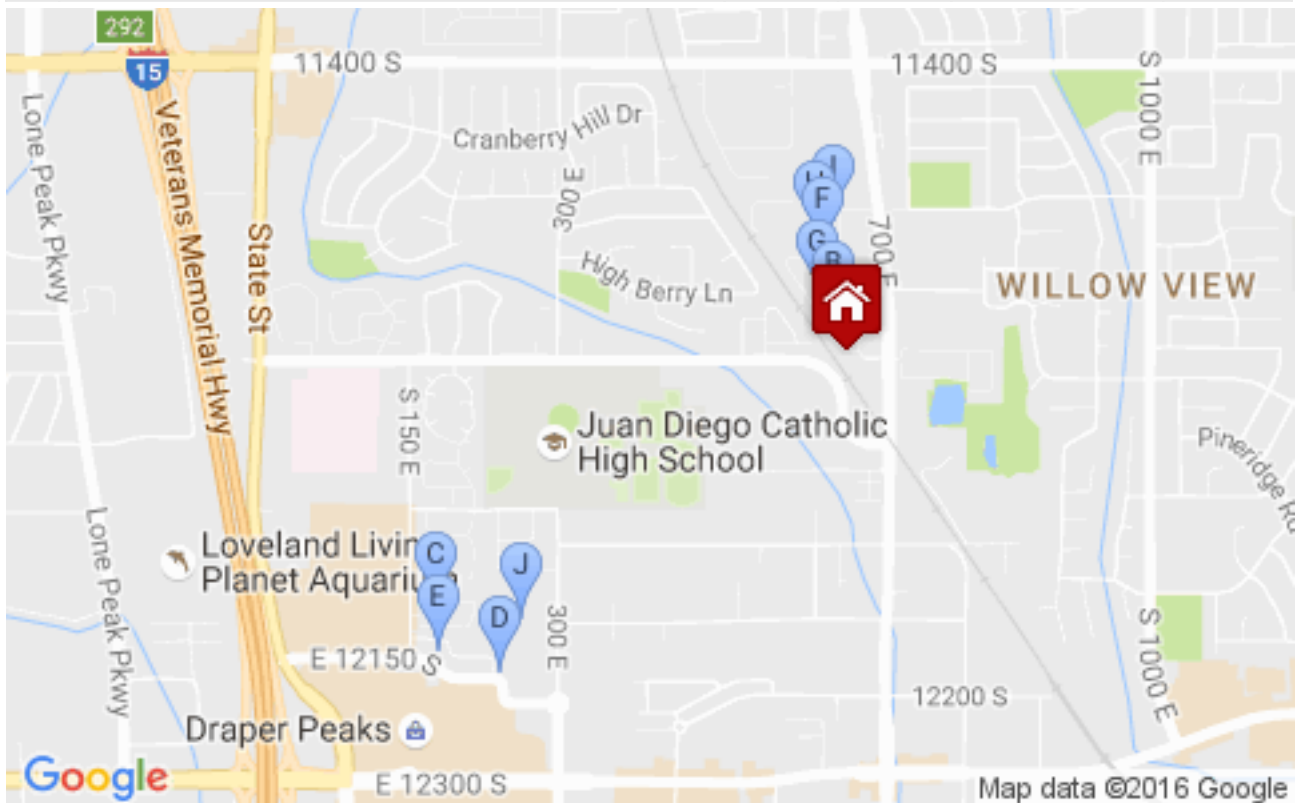 292
15
11400 S
11400 S
S 1000 E
Lone Peak Pkwy
Veterans Memorial Hwy
State St
Cranberry Hill Dr
300 E
High Berry Ln
F
G
700 E
WILLOW VIEW
S 150 E
Juan Diego Catholic
High School
Pineridge Rd
Lone Peak Pkwy
Loveland Living
Planet Aquarium
C
E
J
D
300 E
E 12150 S
S 1000 E
12200 S
Draper Peaks
Google
E 12300 S
Map data ©2016 Google